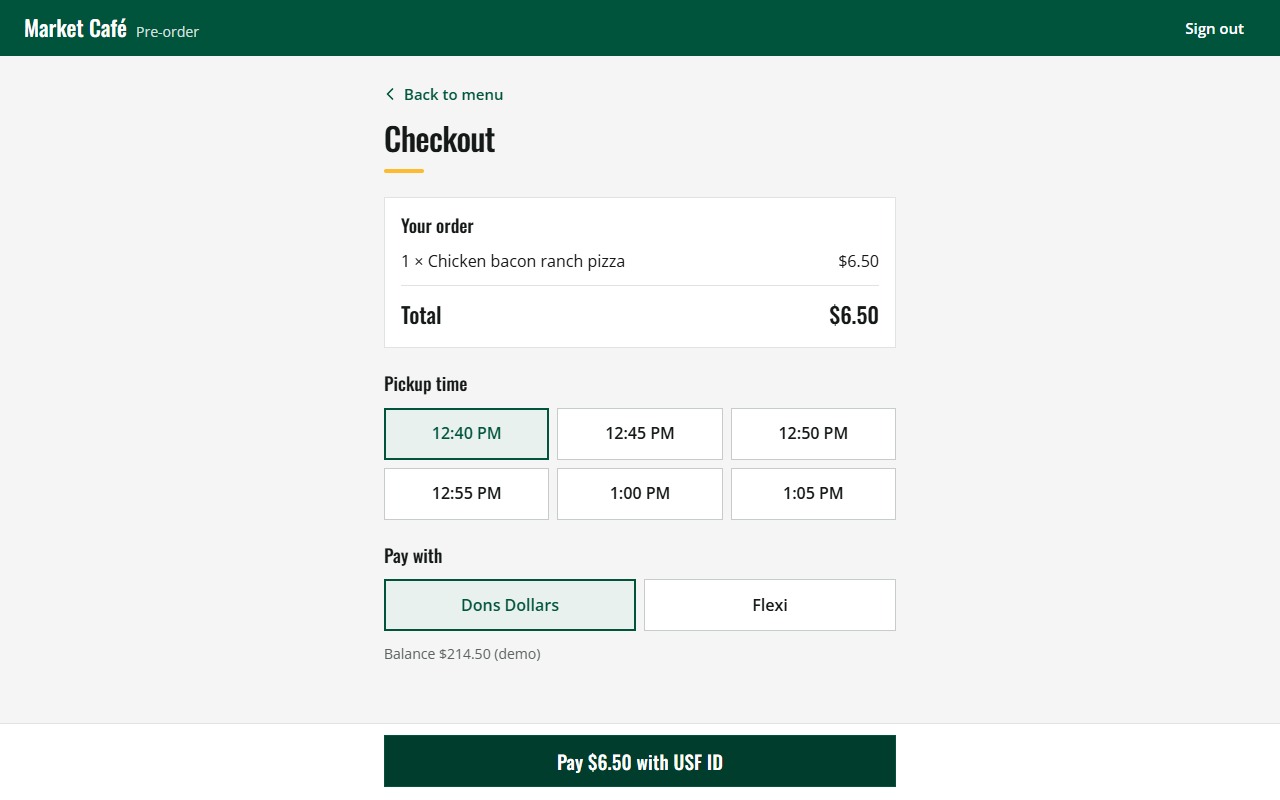 Market Café Pre-order Sign out
Back to menu
Checkout
Your order
1 × Chicken bacon ranch pizza $6.50
Total $6.50
Pickup time
12:40 PM 12:45 PM 12:50 PM
12:55 PM 1:00 PM 1:05 PM
Pay with
Dons Dollars Flexi
Balance $214.50 (demo)
Pay $6.50 with USF ID